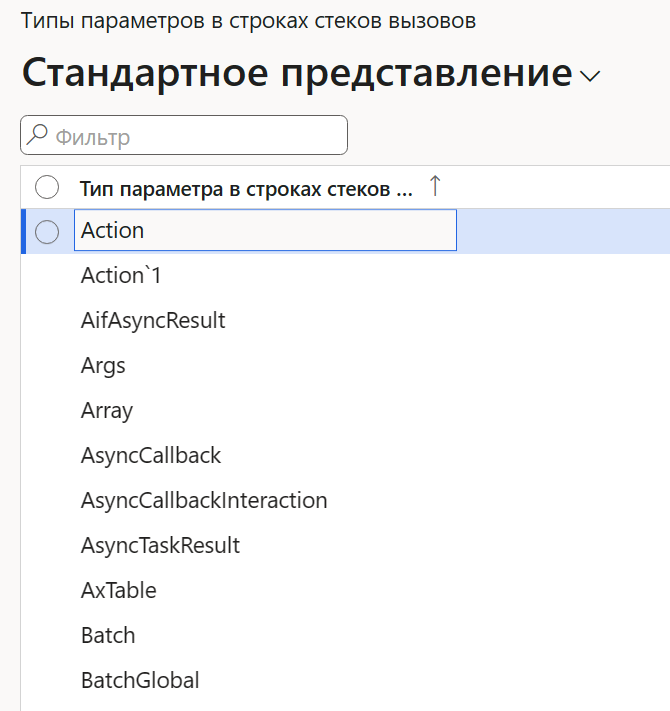 Типы параметров в строках стеков вызовов
Стандартное представление
Фильтр
Тип параметра в строках стеков ...
Action
Action`1
AifAsyncResult
Args
Array
AsyncCallback
AsyncCallbackInteraction
AsyncTaskResult
AxTable
Batch
BatchGlobal